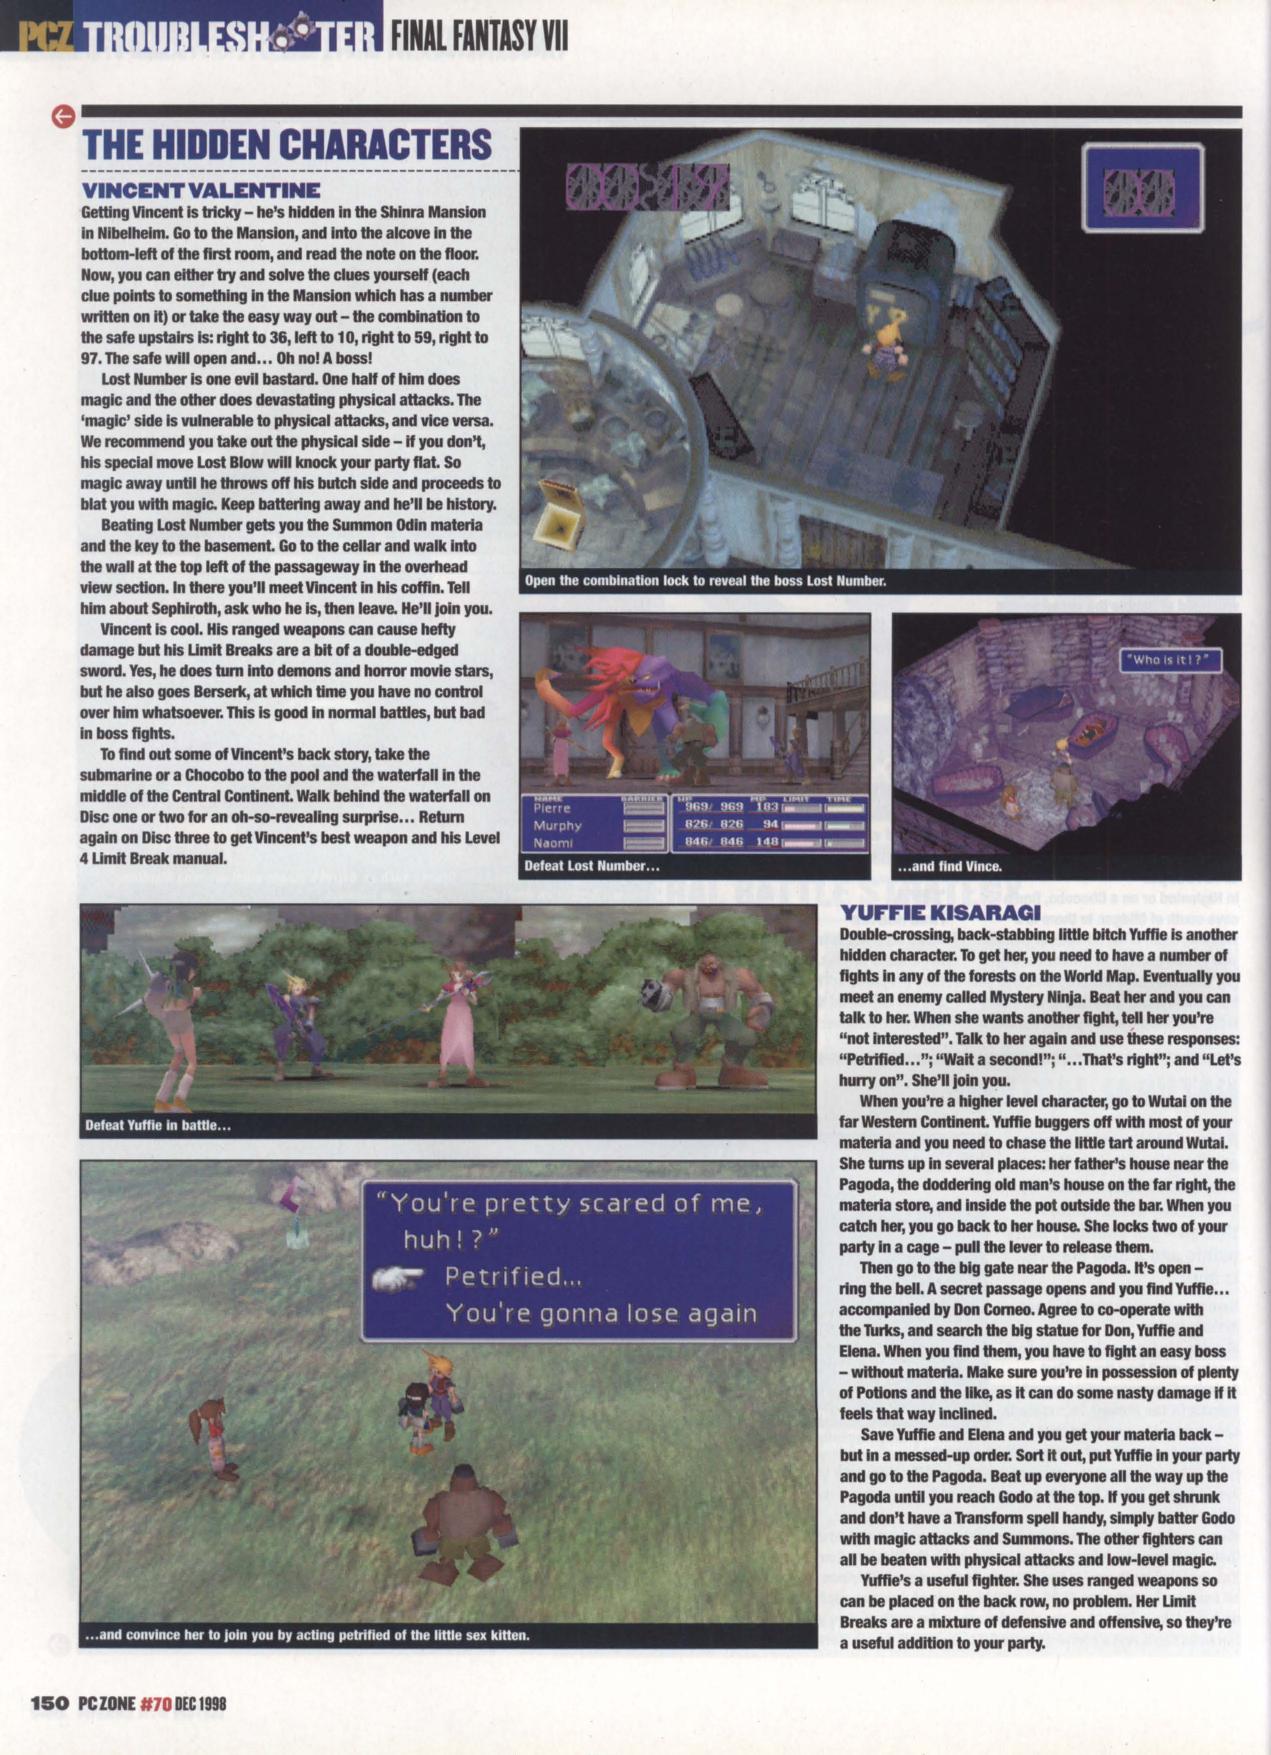 PCZ TROUBLESHOOTER FINAL FANTASY VII
THE HIDDEN CHARACTERS
VINCENT VALENTINE
Getting Vincent is tricky – he's hidden in the Shinra Mansion
in Nibelheim. Go to the Mansion, and into the alcove in the
bottom-left of the first room, and read the note on the floor.
Now, you can either try and solve the clues yourself (each
clue points to something in the Mansion which has a number
written on it) or take the easy way out – the combination to
the safe upstairs is: right to 36, left to 10, right to 59, right to
97. The safe will open and... Oh no! A boss!
Lost Number is one evil bastard. One half of him does
magic and the other does devastating physical attacks. The
'magic' side is vulnerable to physical attacks, and vice versa.
We recommend you take out the physical side – if you don't,
his special move Lost Blow will knock your party flat. So
magic away until he throws off his butch side and proceeds to
blat you with magic. Keep battering away and he'll be history.
Beating Lost Number gets you the Summon Odin materia
and the key to the basement. Go to the cellar and walk into
the wall at the top left of the passageway in the overhead
view section. In there you'll meet Vincent in his coffin. Tell
him about Sephiroth, ask who he is, then leave. He'll join you.
Vincent is cool. His ranged weapons can cause hefty
damage but his Limit Breaks are a bit of a double-edged
sword. Yes, he does turn into demons and horror movie stars,
but he also goes Berserk, at which time you have no control
over him whatsoever. This is good in normal battles, but bad
in boss fights.
To find out some of Vincent's back story, take the
submarine or a Chocobo to the pool and the waterfall in the
middle of the Central Continent. Walk behind the waterfall on
Disc one or two for an oh-so-revealing surprise... Return
again on Disc three to get Vincent's best weapon and his Level
4 Limit Break manual.
Open the combination lock to reveal the boss Lost Number.
NAME BARRIER HP MP LIMIT TIME
Pierre 969/ 969 183
Murphy 826/ 826 94
Naomi 846/ 846 148
Defeat Lost Number...
"Who is it!?"
...and find Vince.
Defeat Yuffie in battle...
"You're pretty scared of me,
huh!?"
Petrified...
You're gonna lose again
...and convince her to join you by acting petrified of the little sex kitten.
YUFFIE KISARAGI
Double-crossing, back-stabbing little bitch Yuffie is another
hidden character. To get her, you need to have a number of
fights in any of the forests on the World Map. Eventually you
meet an enemy called Mystery Ninja. Beat her and you can
talk to her. When she wants another fight, tell her you're
"not interested". Talk to her again and use these responses:
"Petrified..."; "Wait a second!"; "...That's right"; and "Let's
hurry on". She'll join you.
When you're a higher level character, go to Wutai on the
far Western Continent. Yuffie buggers off with most of your
materia and you need to chase the little tart around Wutai.
She turns up in several places: her father's house near the
Pagoda, the doddering old man's house on the far right, the
materia store, and inside the pot outside the bar. When you
catch her, you go back to her house. She locks two of your
party in a cage – pull the lever to release them.
Then go to the big gate near the Pagoda. It's open –
ring the bell. A secret passage opens and you find Yuffie...
accompanied by Don Corneo. Agree to co-operate with
the Turks, and search the big statue for Don, Yuffie and
Elena. When you find them, you have to fight an easy boss
– without materia. Make sure you're in possession of plenty
of Potions and the like, as it can do some nasty damage if it
feels that way inclined.
Save Yuffie and Elena and you get your materia back –
but in a messed-up order. Sort it out, put Yuffie in your party
and go to the Pagoda. Beat up everyone all the way up the
Pagoda until you reach Godo at the top. If you get shrunk
and don't have a Transform spell handy, simply batter Godo
with magic attacks and Summons. The other fighters can
all be beaten with physical attacks and low-level magic.
Yuffie's a useful fighter. She uses ranged weapons so
can be placed on the back row, no problem. Her Limit
Breaks are a mixture of defensive and offensive, so they're
a useful addition to your party.
150 PC ZONE #70 DEC 1998